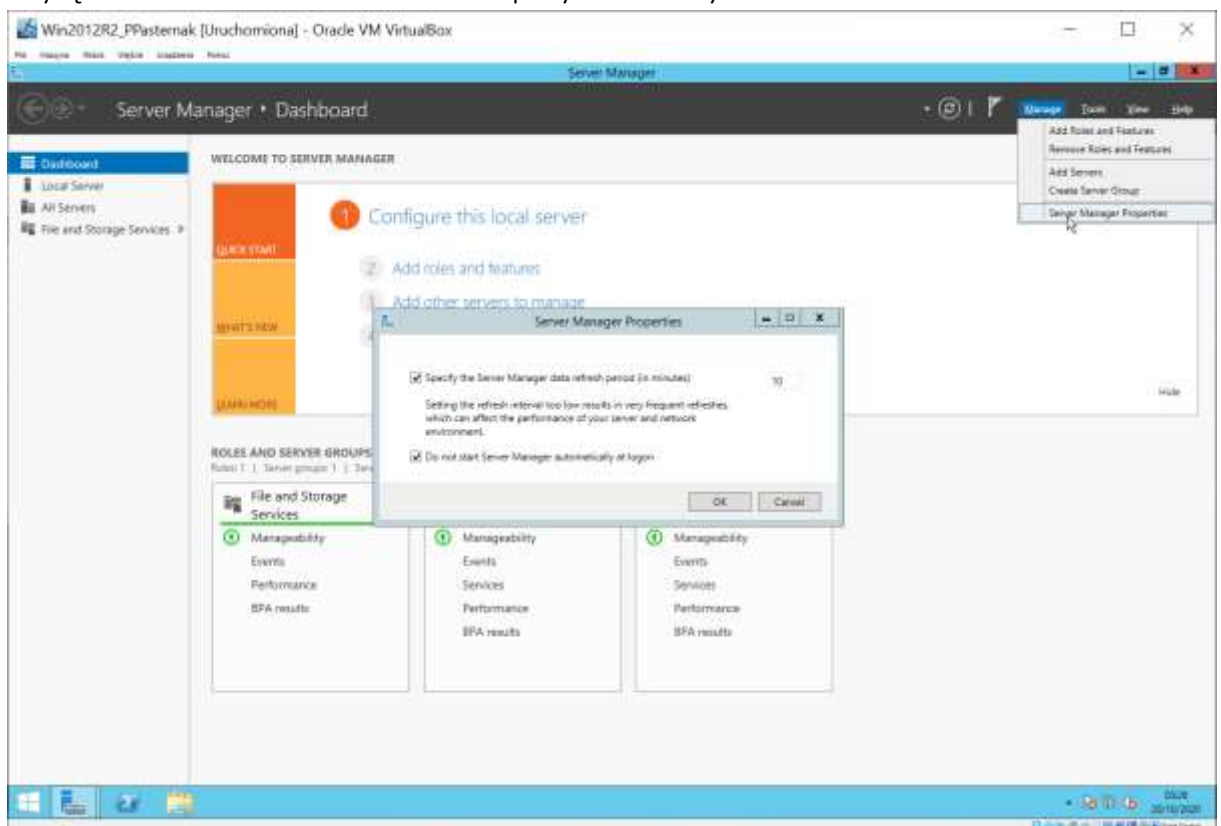 Win2012R2_PPasternak [Uruchomiona] - Oracle VM VirtualBox
Server Manager
Server Manager • Dashboard
Manage Tools View Help
Add Roles and Features
Remove Roles and Features
Add Servers
Create Server Group
Server Manager Properties
Dashboard
Local Server
All Servers
File and Storage Services
WELCOME TO SERVER MANAGER
QUICK START
WHAT'S NEW
LEARN MORE
1 Configure this local server
2 Add roles and features
Add other servers to manage
Hide
Server Manager Properties
Specify the Server Manager data refresh period (in minutes) 10
Setting the refresh interval too low results in very frequent refreshes,
which can affect the performance of your server and network
environment.
Do not start Server Manager automatically at logon
OK Cancel
ROLES AND SERVER GROUPS
Roles 1 | Server groups 1 |
File and Storage
Services
Manageability
Events
Performance
BPA results
Manageability
Events
Services
Performance
BPA results
Manageability
Events
Services
Performance
BPA results